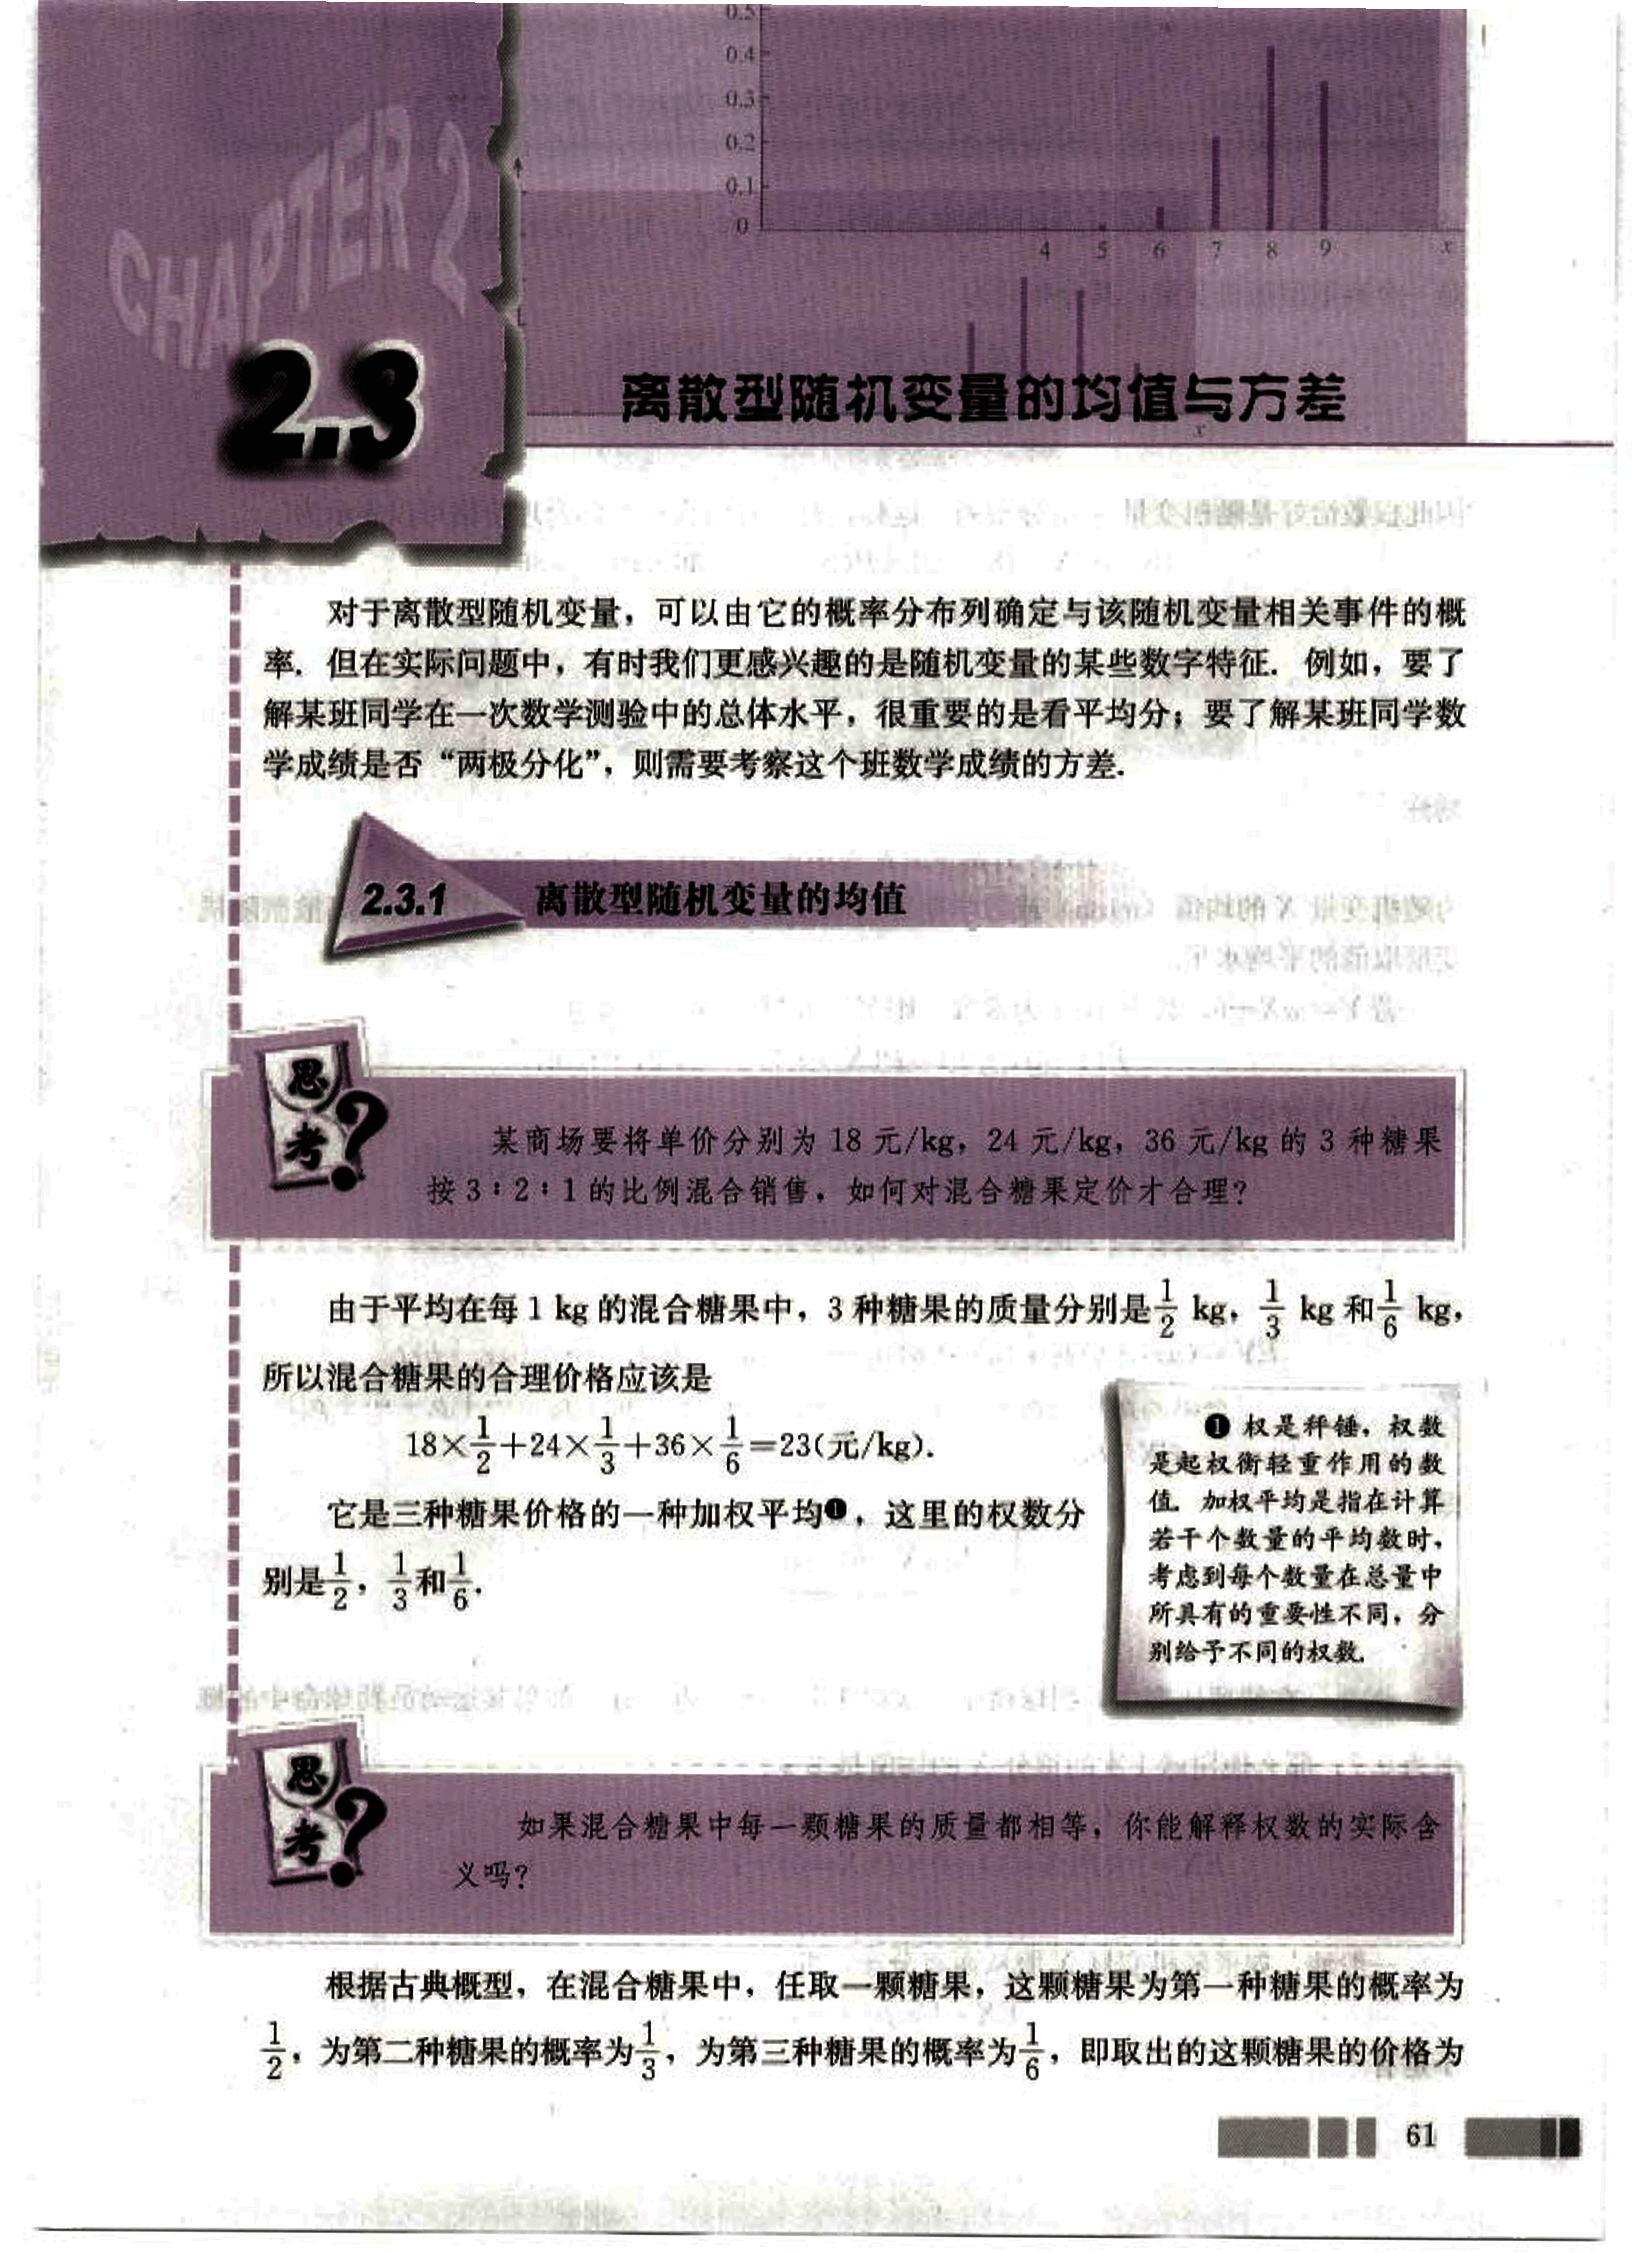 CHAPTER 2
0.5
0.4
0.3
0.2
0.1
0
4 5 6 7 8 9 x
2.3
离散型随机变量的均值与方差
x
对于离散型随机变量，可以由它的概率分布列确定与该随机变量相关事件的概
率．但在实际问题中，有时我们更感兴趣的是随机变量的某些数字特征．例如，要了
解某班同学在一次数学测验中的总体水平，很重要的是看平均分；要了解某班同学数
学成绩是否“两极分化”，则需要考察这个班数学成绩的方差．
2.3.1 离散型随机变量的均值
思考?
某商场要将单价分别为 18 元/kg，24 元/kg，36 元/kg 的 3 种糖果
按 3∶2∶1 的比例混合销售，如何对混合糖果定价才合理？
由于平均在每 1 kg 的混合糖果中，3 种糖果的质量分别是 1/2 kg，1/3 kg 和 1/6 kg，
所以混合糖果的合理价格应该是
18×1/2+24×1/3+36×1/6=23(元/kg)．
它是三种糖果价格的一种加权平均❶，这里的权数分
别是 1/2，1/3 和 1/6．
❶ 权是秤锤，权数
是起权衡轻重作用的数
值．加权平均是指在计算
若干个数量的平均数时，
考虑到每个数量在总量中
所具有的重要性不同，分
别给予不同的权数．
思考?
如果混合糖果中每一颗糖果的质量都相等，你能解释权数的实际含
义吗？
根据古典概型，在混合糖果中，任取一颗糖果，这颗糖果为第一种糖果的概率为
1/2，为第二种糖果的概率为 1/3，为第三种糖果的概率为 1/6，即取出的这颗糖果的价格为
61